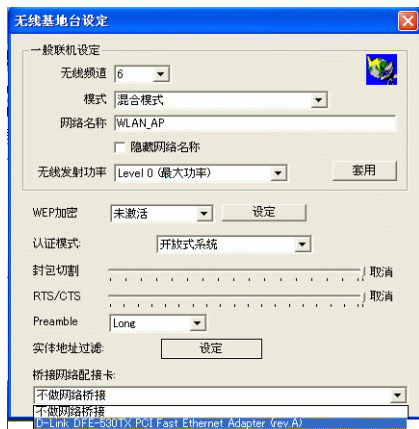 无线基地台设定
一般联机设定
无线频道 6
模式 混合模式
网络名称 WLAN_AP
隐藏网络名称
无线发射功率 Level 0 (最大功率) 套用
WEP加密 未激活 设定
认证模式: 开放式系统
封包切割 取消
RTS/CTS 取消
Preamble Long
实体地址过滤: 设定
桥接网络配接卡:
不做网络桥接
不做网络桥接
D-Link DFE-530TX PCI Fast Ethernet Adapter (rev.A)